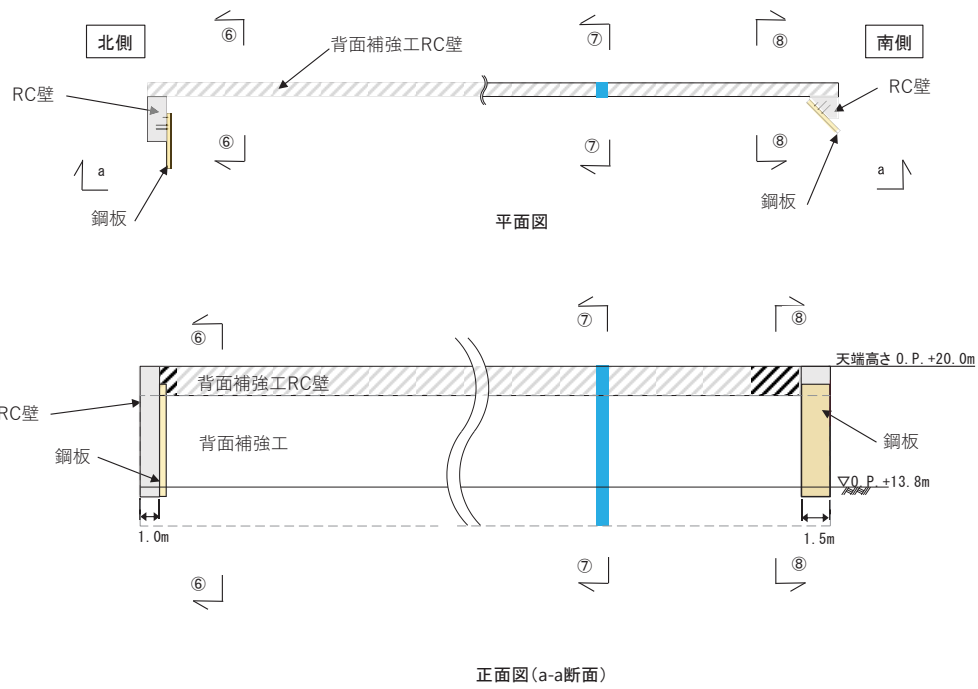 ⑥
⑦
⑧
北側
背面補強工RC壁
南側
RC壁
RC壁
⑥
⑦
⑧
a
a
鋼板
鋼板
平面図
⑥
⑦
⑧
天端高さ O.P.+20.0m
背面補強工RC壁
RC壁
背面補強工
鋼板
鋼板
▽O.P.+13.8m
1.0m
1.5m
⑥
⑦
⑧
正面図(a-a断面)